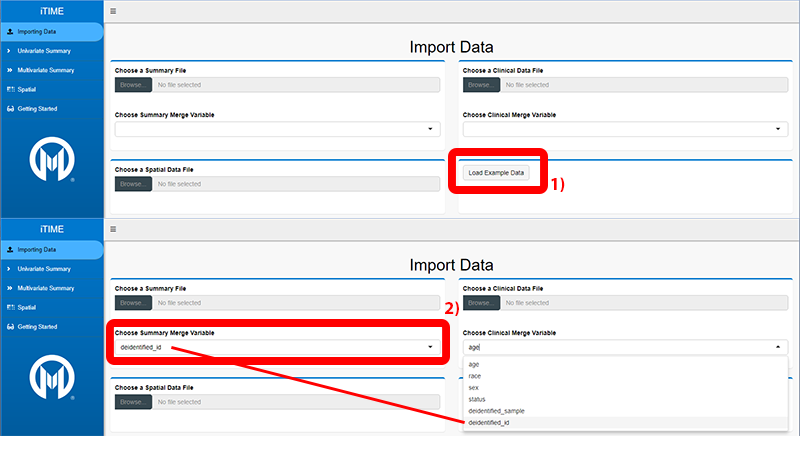 iTIME
Importing Data
Univariate Summary
Multivariate Summary
Spatial
Getting Started
®
Import Data
Choose a Summary File
Browse... No file selected
Choose Summary Merge Variable
Choose a Spatial Data File
Browse... No file selected
Choose a Clinical Data File
Browse... No file selected
Choose Clinical Merge Variable
Load Example Data
1)
iTIME
Importing Data
Univariate Summary
Multivariate Summary
Spatial
Getting Started
®
Import Data
Choose a Summary File
Browse... No file selected
2)
Choose Summary Merge Variable
deidentified_id
Choose a Spatial Data File
Browse... No file selected
Choose a Clinical Data File
Browse... No file selected
Choose Clinical Merge Variable
age
age
race
sex
status
deidentified_sample
deidentified_id